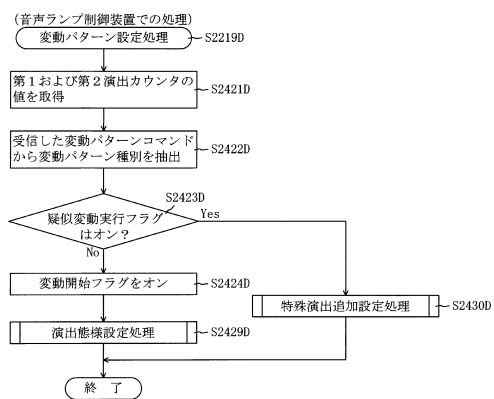 (音声ランプ制御装置での処理)
変動パターン設定処理
S2219D
第1および第2演出カウンタの
値を取得
S2421D
受信した変動パターンコマンド
から変動パターン種別を抽出
S2422D
S2423D
疑似変動実行フラグ
はオン?
Yes
No
変動開始フラグをオン
S2424D
特殊演出追加設定処理
S2430D
演出態様設定処理
S2429D
終 了